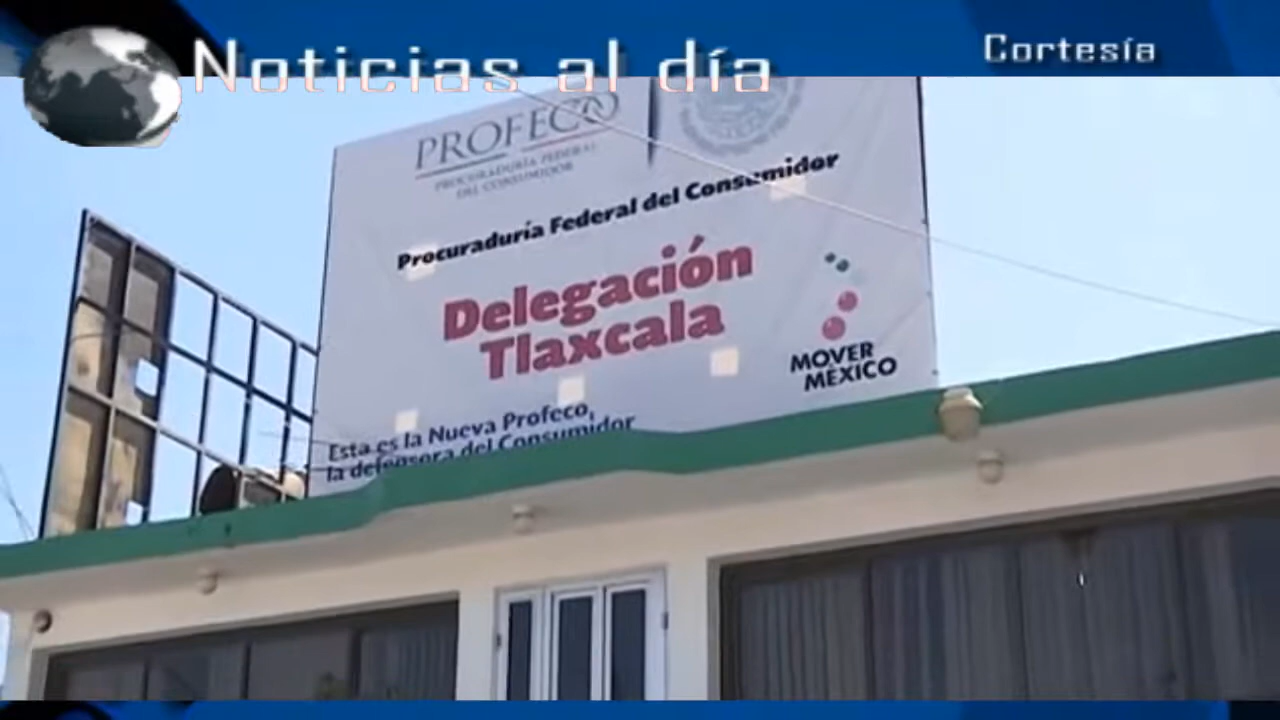 Noticias al día
Cortesía
PROFECO
PROCURADURÍA FEDERAL
DEL CONSUMIDOR
Procuraduría Federal del Consumidor
Delegación
Tlaxcala
MOVER
MÉXICO
Esta es la Nueva Profeco,
la defensora del Consumidor